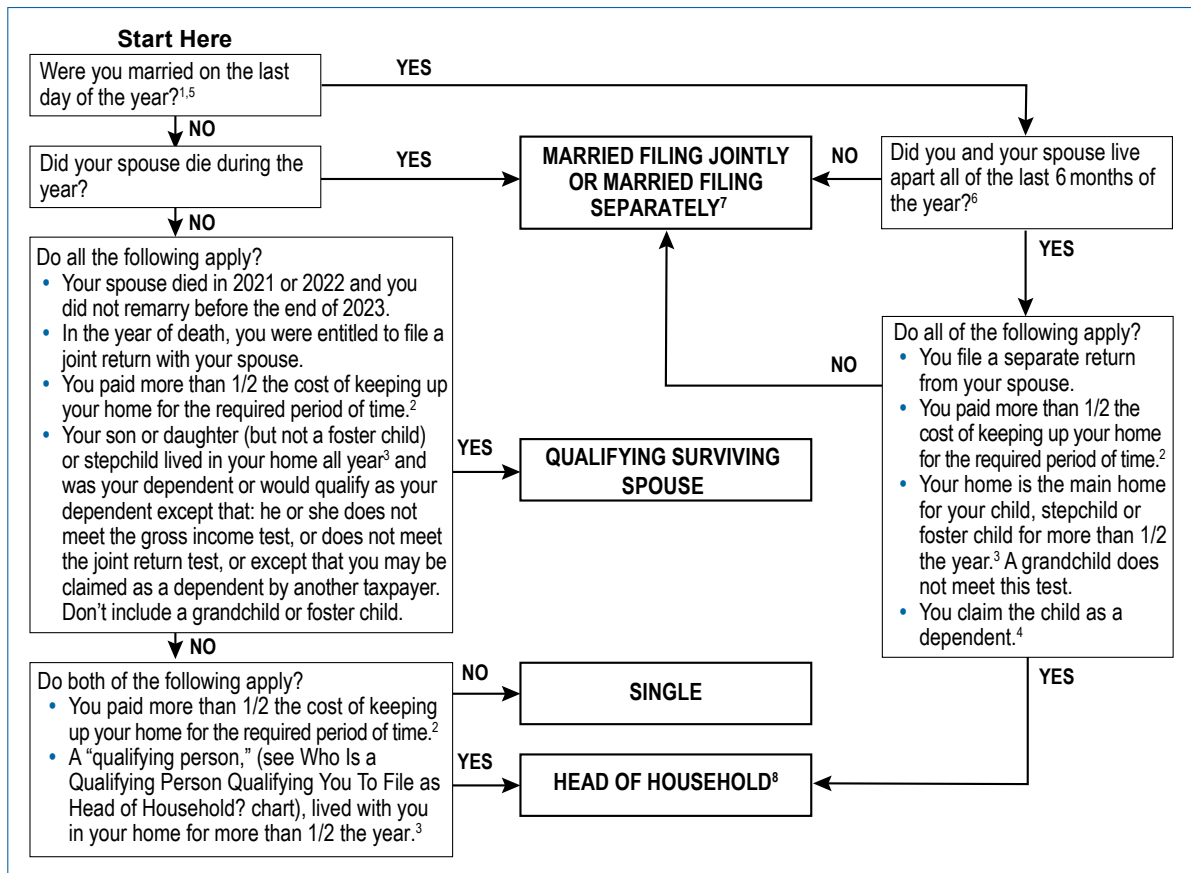 Start Here
Were you married on the last
day of the year?1,5
YES
NO
Did your spouse die during the
year?
YES
MARRIED FILING JOINTLY
OR MARRIED FILING
SEPARATELY7
NO
Did you and your spouse live
apart all of the last 6 months of
the year?6
NO
YES
Do all the following apply?
• Your spouse died in 2021 or 2022 and you
did not remarry before the end of 2023.
• In the year of death, you were entitled to file a
joint return with your spouse.
• You paid more than 1/2 the cost of keeping up
your home for the required period of time.2
• Your son or daughter (but not a foster child)
or stepchild lived in your home all year3 and
was your dependent or would qualify as your
dependent except that: he or she does not
meet the gross income test, or does not meet
the joint return test, or except that you may be
claimed as a dependent by another taxpayer.
Don’t include a grandchild or foster child.
YES
QUALIFYING SURVIVING
SPOUSE
NO
Do all of the following apply?
• You file a separate return
from your spouse.
• You paid more than 1/2 the
cost of keeping up your home
for the required period of time.2
• Your home is the main home
for your child, stepchild or
foster child for more than 1/2
the year.3 A grandchild does
not meet this test.
• You claim the child as a
dependent.4
NO
YES
Do both of the following apply?
• You paid more than 1/2 the cost of keeping
up your home for the required period of time.2
• A “qualifying person,” (see Who Is a
Qualifying Person Qualifying You To File as
Head of Household? chart), lived with you
in your home for more than 1/2 the year.3
NO
SINGLE
YES
HEAD OF HOUSEHOLD8